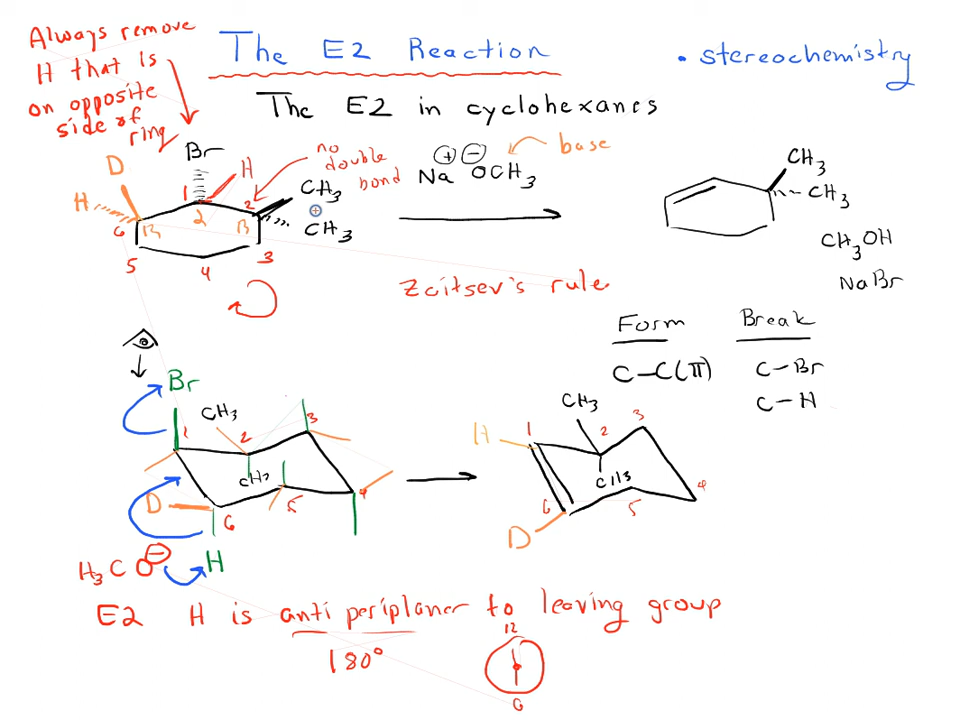 The E2 Reaction
• stereochemistry
Always remove
H that is
on opposite
side of
ring
The E2 in cyclohexanes
D
Br
H
no
double
bond
Na ⊕ ⊖ OCH3
base
H
1
2
2
CH3
CH3
6
B
B
5
4
3
CH3
CH3
CH3OH
NaBr
Zaitsev's rule
Form
Break
C-C(π)
C-Br
C-H
Br
1
CH3
2
3
CH3
D
6
5
4
H3CO⊖
H
CH3
H
1
2
3
CH3
6
5
4
D
E2 H is anti periplaner to leaving group
180°
12
6